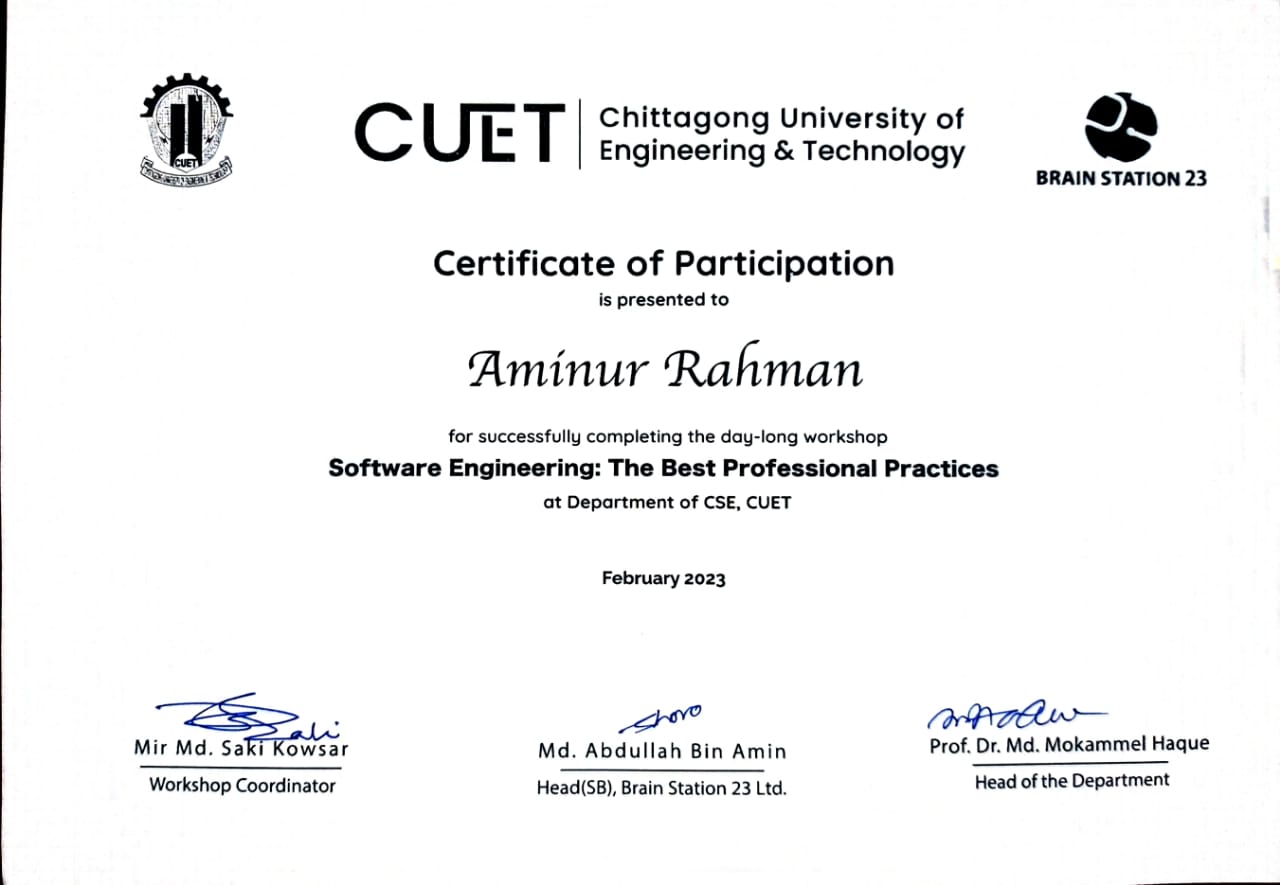 CUET
CUET
Chittagong University of
Engineering & Technology
BRAIN STATION 23
Certificate of Participation
is presented to
Aminur Rahman
for successfully completing the day-long workshop
Software Engineering: The Best Professional Practices
at Department of CSE, CUET
February 2023
Saki
Mir Md. Saki Kowsar
Workshop Coordinator
Shoro
Md. Abdullah Bin Amin
Head(SB), Brain Station 23 Ltd.
Prof. Dr. Md. Mokammel Haque
Head of the Department